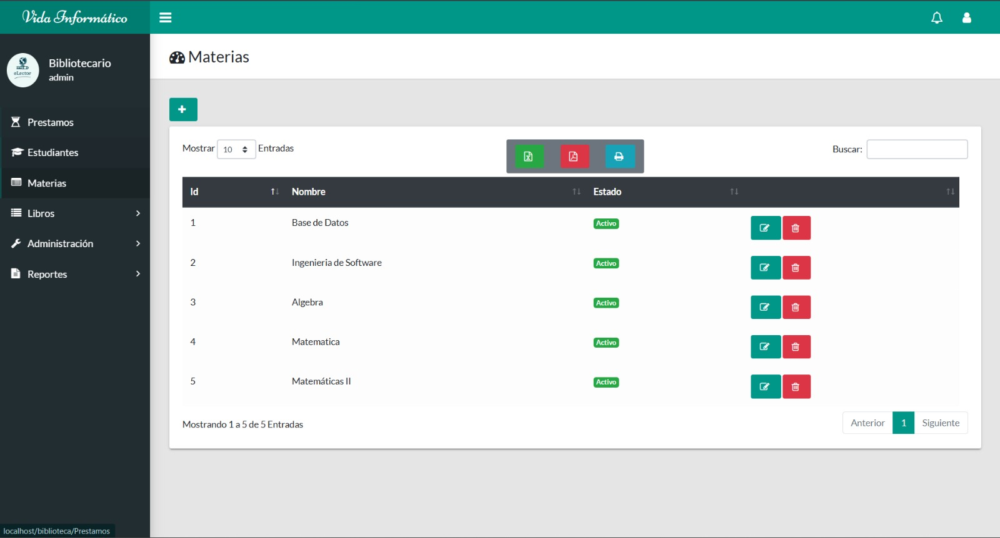 Vida Informático
eLector
Bibliotecario
admin
Prestamos
Estudiantes
Materias
Libros
Administración
Reportes
Materias
Mostrar 10 Entradas
Buscar:
Id Nombre Estado
1 Base de Datos Activo
2 Ingenieria de Software Activo
3 Algebra Activo
4 Matematica Activo
5 Matemáticas II Activo
Mostrando 1 a 5 de 5 Entradas
Anterior 1 Siguiente
localhost/biblioteca/Prestamos